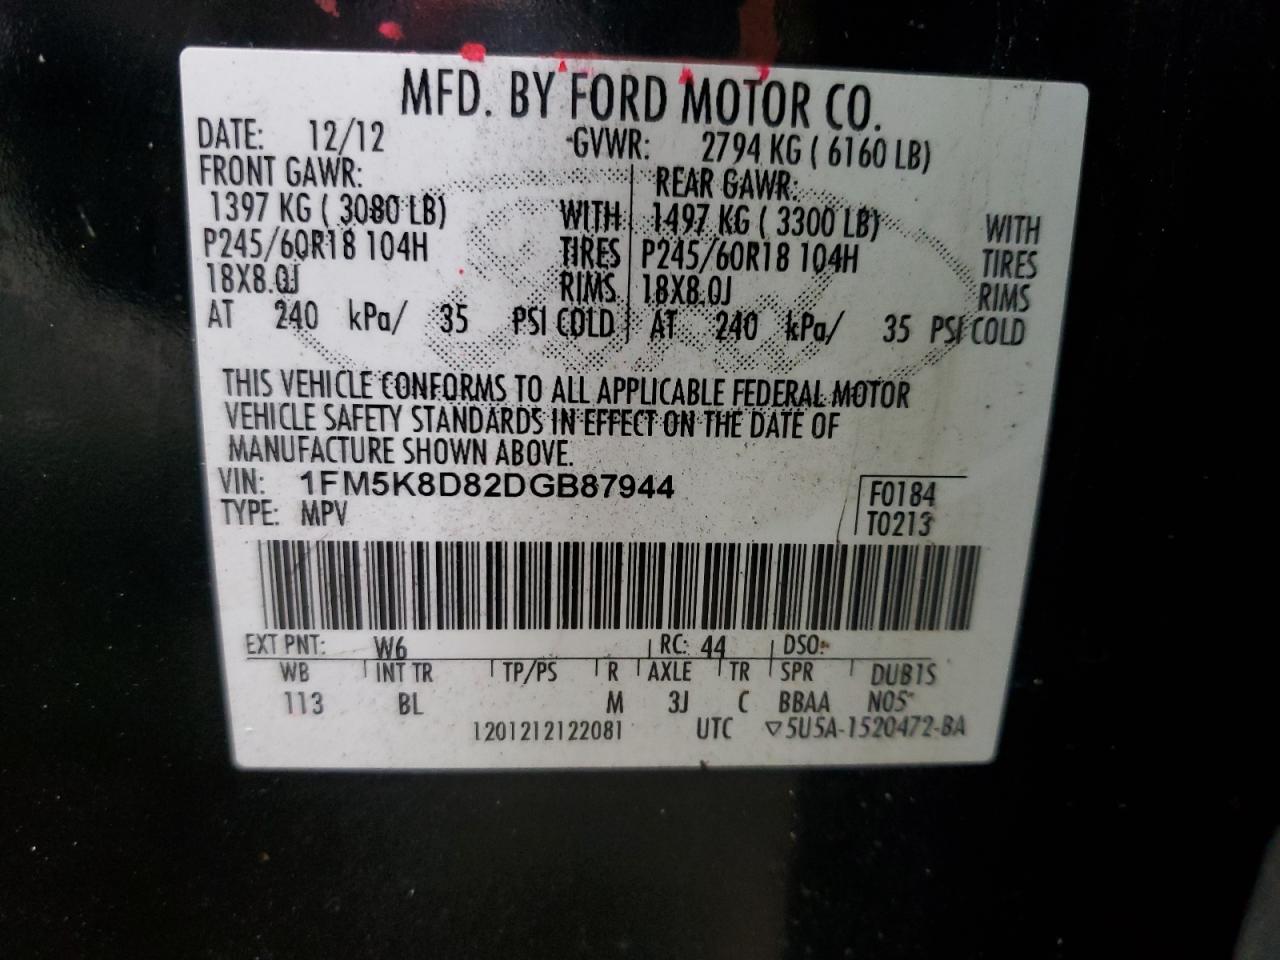 MFD. BY FORD MOTOR CO.
DATE: 12/12 GVWR: 2794 KG ( 6160 LB)
FRONT GAWR: REAR GAWR:
1397 KG ( 3080 LB) WITH 1497 KG ( 3300 LB) WITH
P245/60R18 104H TIRES P245/60R18 104H TIRES
18X8.0J RIMS 18X8.0J RIMS
AT 240 kPa/ 35 PSI COLD AT 240 kPa/ 35 PSI COLD
THIS VEHICLE CONFORMS TO ALL APPLICABLE FEDERAL MOTOR
VEHICLE SAFETY STANDARDS IN EFFECT ON THE DATE OF
MANUFACTURE SHOWN ABOVE.
VIN: 1FM5K8D82DGB87944 F0184
TYPE: MPV T0213
EXT PNT: W6 RC: 44 DSO:
WB INT TR TP/PS R AXLE TR SPR DUB1S
113 BL M 3J C BBAA N05
1201212122081 UTC ▽5U5A-1520472-BA